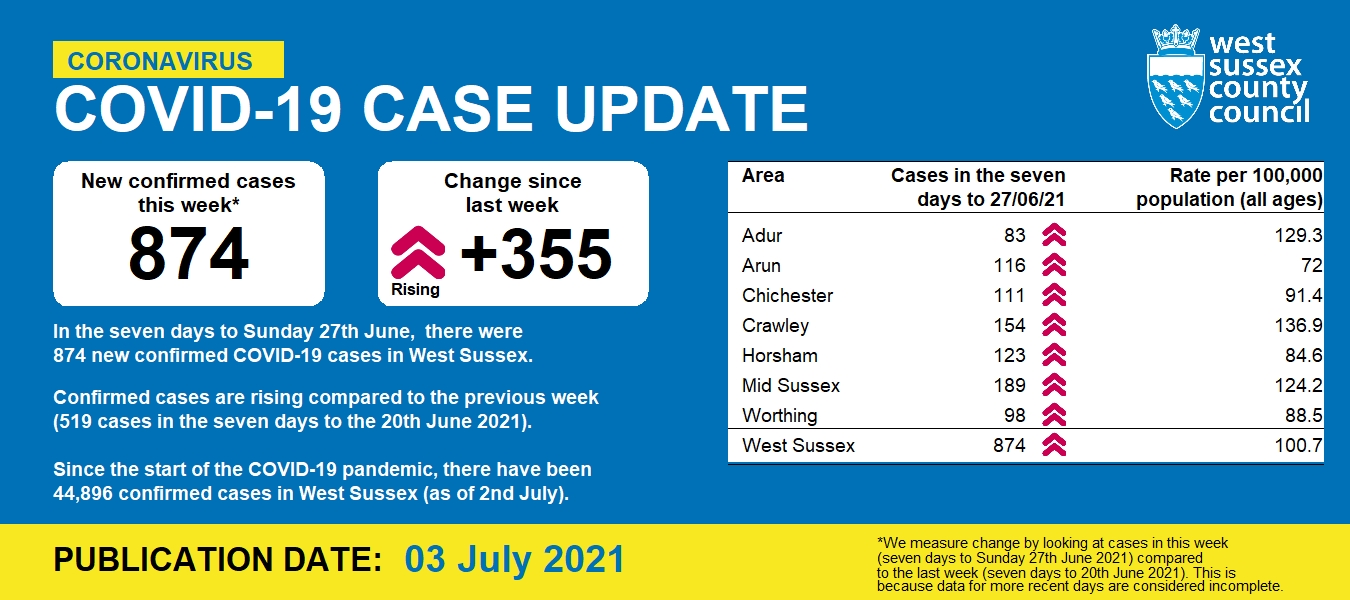 CORONAVIRUS
COVID-19 CASE UPDATE
west
sussex
county
council
New confirmed cases
this week*
874
Change since
last week
+355
Rising
In the seven days to Sunday 27th June,  there were
874 new confirmed COVID-19 cases in West Sussex.
Confirmed cases are rising compared to the previous week
(519 cases in the seven days to the 20th June 2021).
Since the start of the COVID-19 pandemic, there have been
44,896 confirmed cases in West Sussex (as of 2nd July).
Area Cases in the seven Rate per 100,000
days to 27/06/21 population (all ages)
Adur 83 129.3
Arun 116 72
Chichester 111 91.4
Crawley 154 136.9
Horsham 123 84.6
Mid Sussex 189 124.2
Worthing 98 88.5
West Sussex 874 100.7
PUBLICATION DATE: 03 July 2021
*We measure change by looking at cases in this week
(seven days to Sunday 27th June 2021) compared
to the last week (seven days to 20th June 2021). This is
because data for more recent days are considered incomplete.